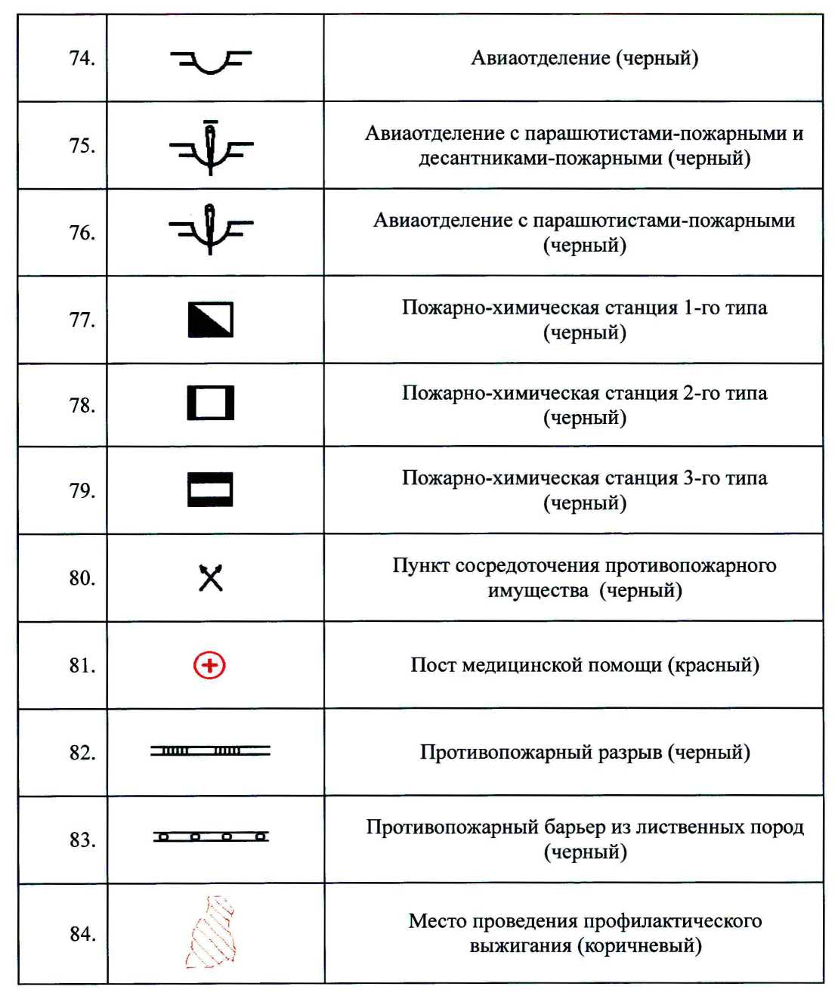 74.
Авиаотделение (черный)
75.
Авиаотделение с парашютистами-пожарными и
десантниками-пожарными (черный)
76.
Авиаотделение с парашютистами-пожарными
(черный)
77.
Пожарно-химическая станция 1-го типа
(черный)
78.
Пожарно-химическая станция 2-го типа
(черный)
79.
Пожарно-химическая станция 3-го типа
(черный)
80.
Пункт сосредоточения противопожарного
имущества (черный)
81.
Пост медицинской помощи (красный)
82.
Противопожарный разрыв (черный)
83.
Противопожарный барьер из лиственных пород
(черный)
84.
Место проведения профилактического
выжигания (коричневый)